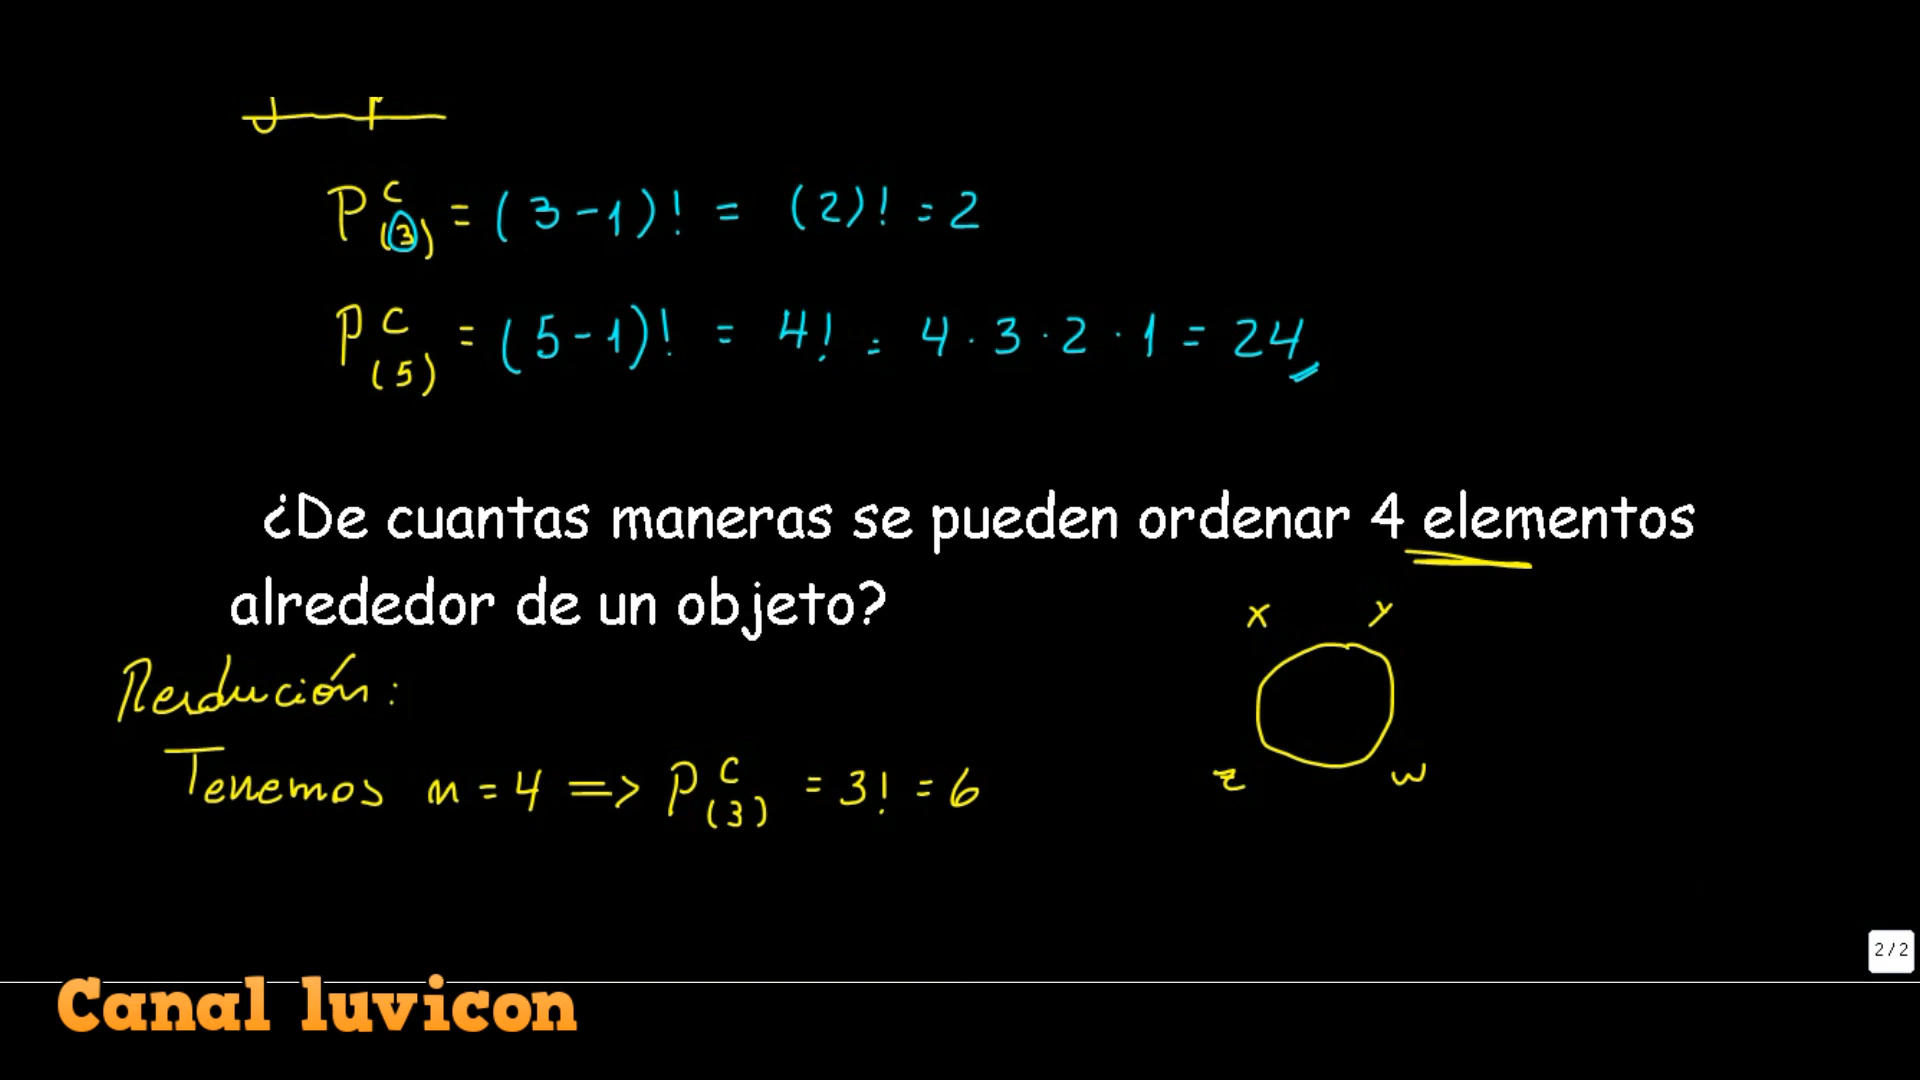 P^C_(3) = (3-1)! = (2)! = 2
P^C_(5) = (5-1)! = 4! = 4·3·2·1 = 24
¿De cuantas maneras se pueden ordenar 4 elementos
alrededor de un objeto?
x y
Resolución:
z w
Tenemos n = 4 => P^C_(3) = 3! = 6
2/2
Canal luvicon